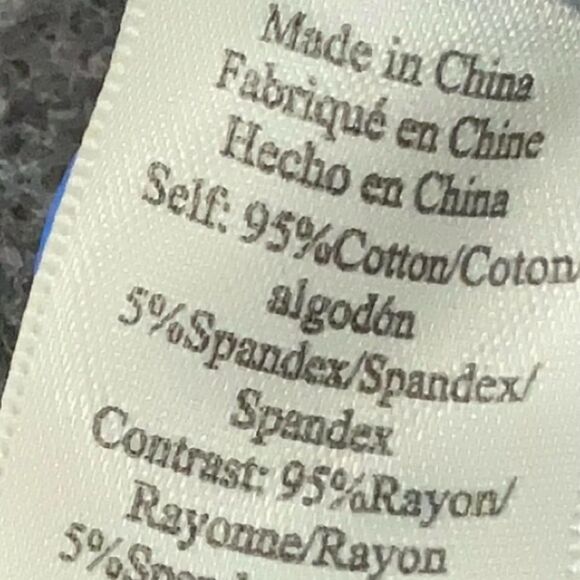 Made in China
Fabriqué en Chine
Hecho en China
Self: 95%Cotton/Coton/
algodón
5%Spandex/Spandex/
Spandex
Contrast: 95%Rayon/
Rayonne/Rayon
5%